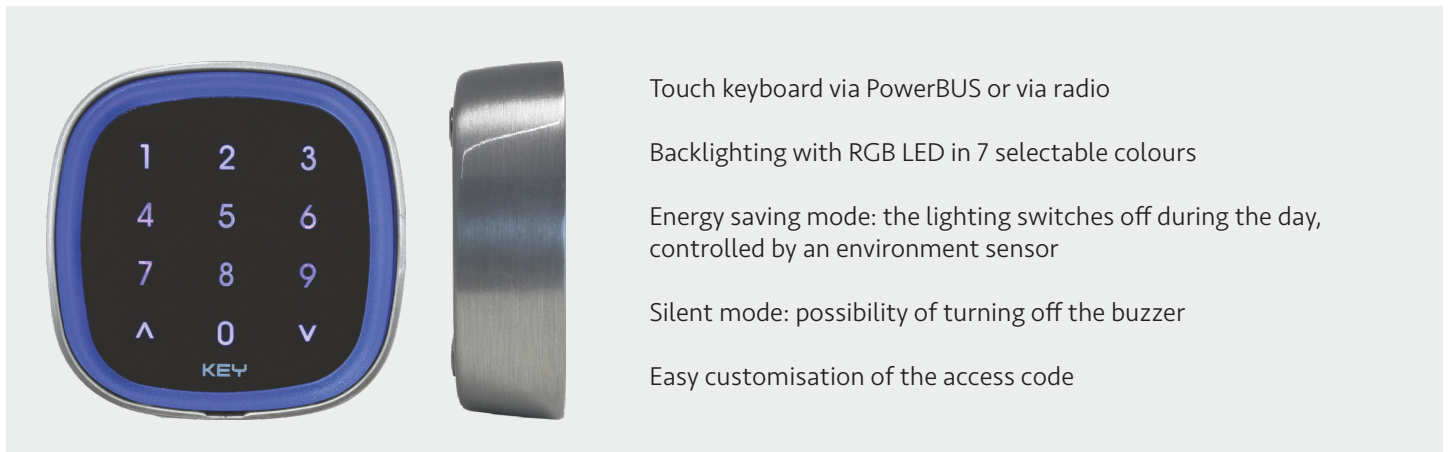 1 2 3
4 5 6
7 8 9
^ 0 v
KEY
Touch keyboard via PowerBUS or via radio
Backlighting with RGB LED in 7 selectable colours
Energy saving mode: the lighting switches off during the day,
controlled by an environment sensor
Silent mode: possibility of turning off the buzzer
Easy customisation of the access code